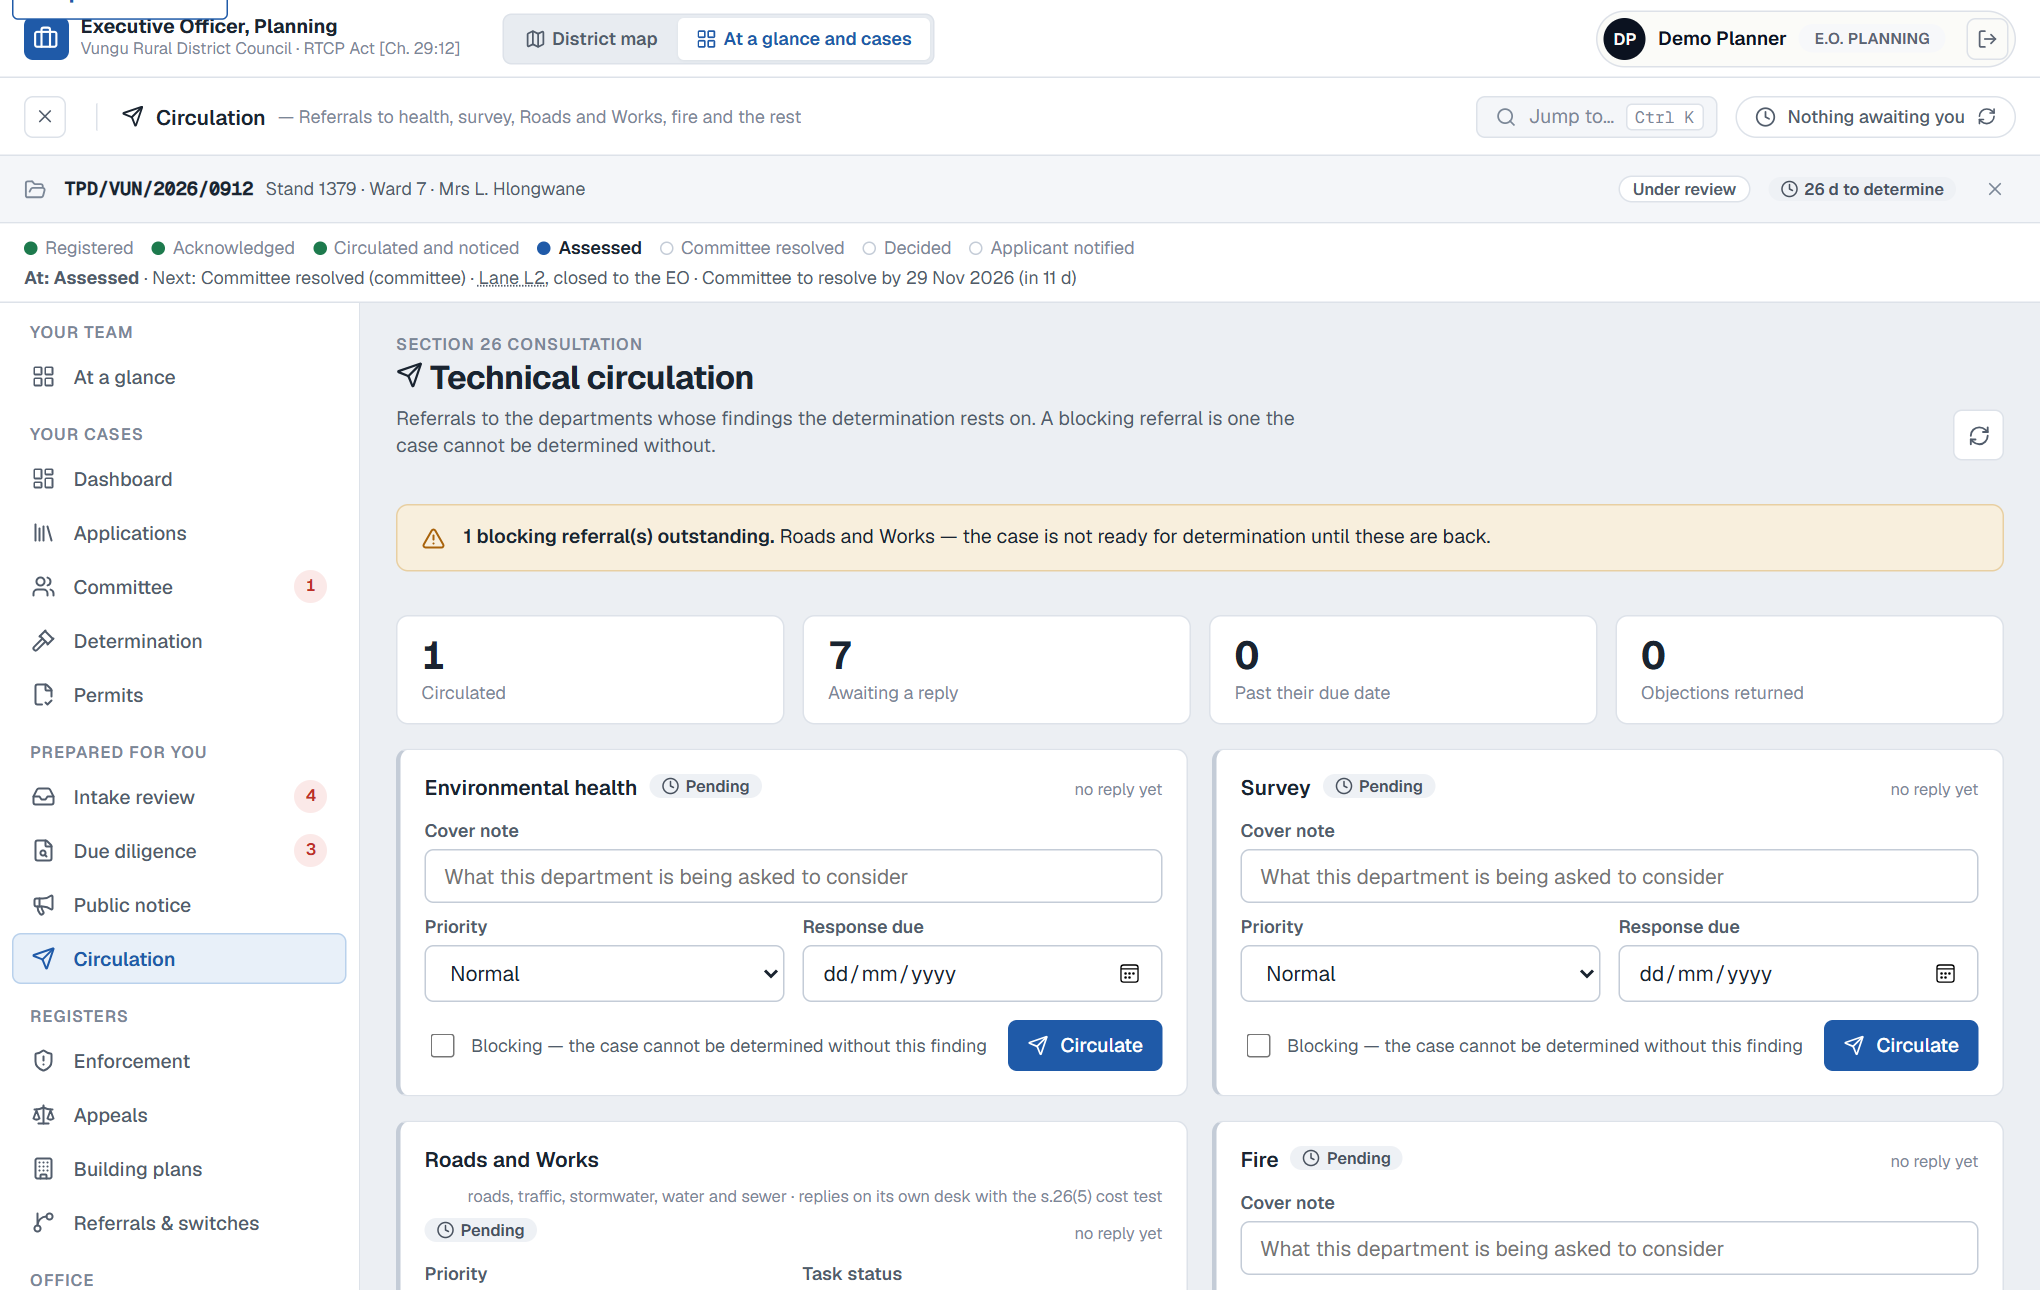 Executive Officer, Planning
Vungu Rural District Council · RTCP Act [Ch. 29:12]
District map
At a glance and cases
DP
Demo Planner
E.O. PLANNING
Circulation — Referrals to health, survey, Roads and Works, fire and the rest
Jump to... Ctrl K
Nothing awaiting you
TPD/VUN/2026/0912 Stand 1379 · Ward 7 · Mrs L. Hlongwane
Under review
26 d to determine
Registered Acknowledged Circulated and noticed Assessed Committee resolved Decided Applicant notified
At: Assessed · Next: Committee resolved (committee) · Lane L2, closed to the EO · Committee to resolve by 29 Nov 2026 (in 11 d)
YOUR TEAM
At a glance
YOUR CASES
Dashboard
Applications
Committee 1
Determination
Permits
PREPARED FOR YOU
Intake review 4
Due diligence 3
Public notice
Circulation
REGISTERS
Enforcement
Appeals
Building plans
Referrals & switches
OFFICE
SECTION 26 CONSULTATION
Technical circulation
Referrals to the departments whose findings the determination rests on. A blocking referral is one the
case cannot be determined without.
1 blocking referral(s) outstanding. Roads and Works — the case is not ready for determination until these are back.
1
Circulated
7
Awaiting a reply
0
Past their due date
0
Objections returned
Environmental health Pending no reply yet
Cover note
What this department is being asked to consider
Priority Response due
Normal dd/mm/yyyy
Blocking — the case cannot be determined without this finding Circulate
Survey Pending no reply yet
Cover note
What this department is being asked to consider
Priority Response due
Normal dd/mm/yyyy
Blocking — the case cannot be determined without this finding Circulate
Roads and Works
roads, traffic, stormwater, water and sewer · replies on its own desk with the s.26(5) cost test
Pending no reply yet
Priority Task status
Fire Pending no reply yet
Cover note
What this department is being asked to consider